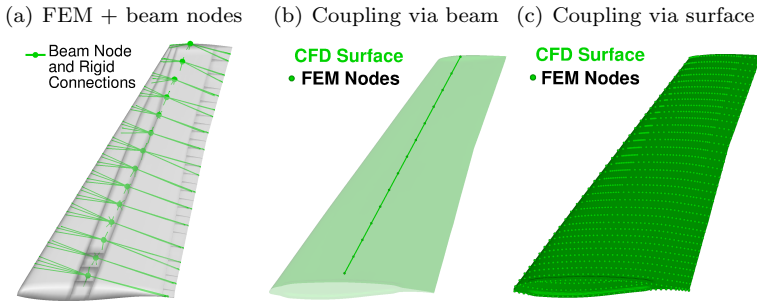 (a) FEM + beam nodes
Beam Node
and Rigid
Connections
(b) Coupling via beam
CFD Surface
FEM Nodes
(c) Coupling via surface
CFD Surface
FEM Nodes